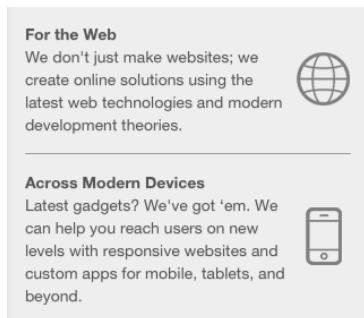 For the Web
We don't just make websites; we
create online solutions using the
latest web technologies and modern
development theories.
Across Modern Devices
Latest gadgets? We've got ‘em. We
can help you reach users on new
levels with responsive websites and
custom apps for mobile, tablets, and
beyond.